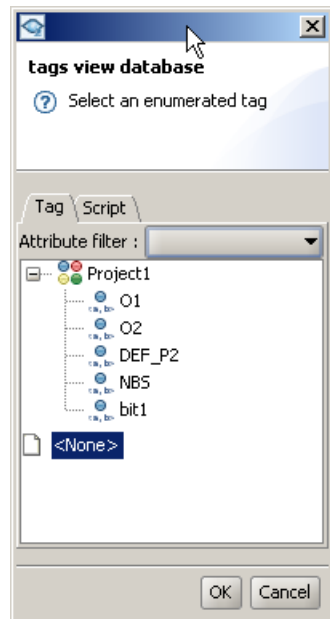 tags view database
Select an enumerated tag
Tag Script
Attribute filter :
Project1
O1
O2
DEF_P2
NBS
bit1
<None>
OK Cancel